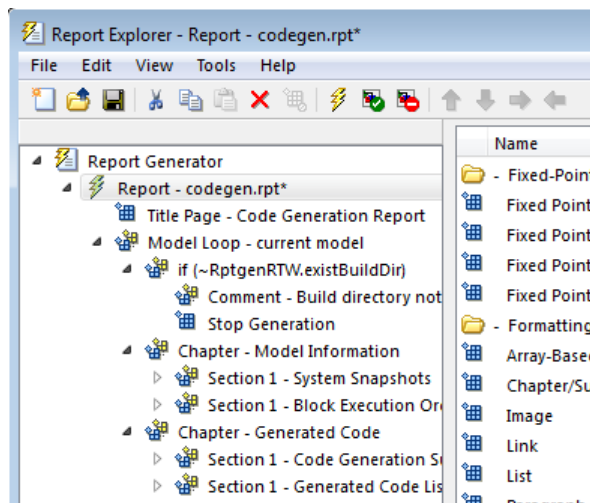 Report Explorer - Report - codegen.rpt*
File Edit View Tools Help
Name
Report Generator
Report - codegen.rpt*
Title Page - Code Generation Report
Model Loop - current model
if (~RptgenRTW.existBuildDir)
Comment - Build directory not
Stop Generation
Chapter - Model Information
Section 1 - System Snapshots
Section 1 - Block Execution Or
Chapter - Generated Code
Section 1 - Code Generation S
Section 1 - Generated Code Lis
- Fixed-Poin
Fixed Point
Fixed Point
Fixed Point
Fixed Point
- Formatting
Array-Base
Chapter/Su
Image
Link
List